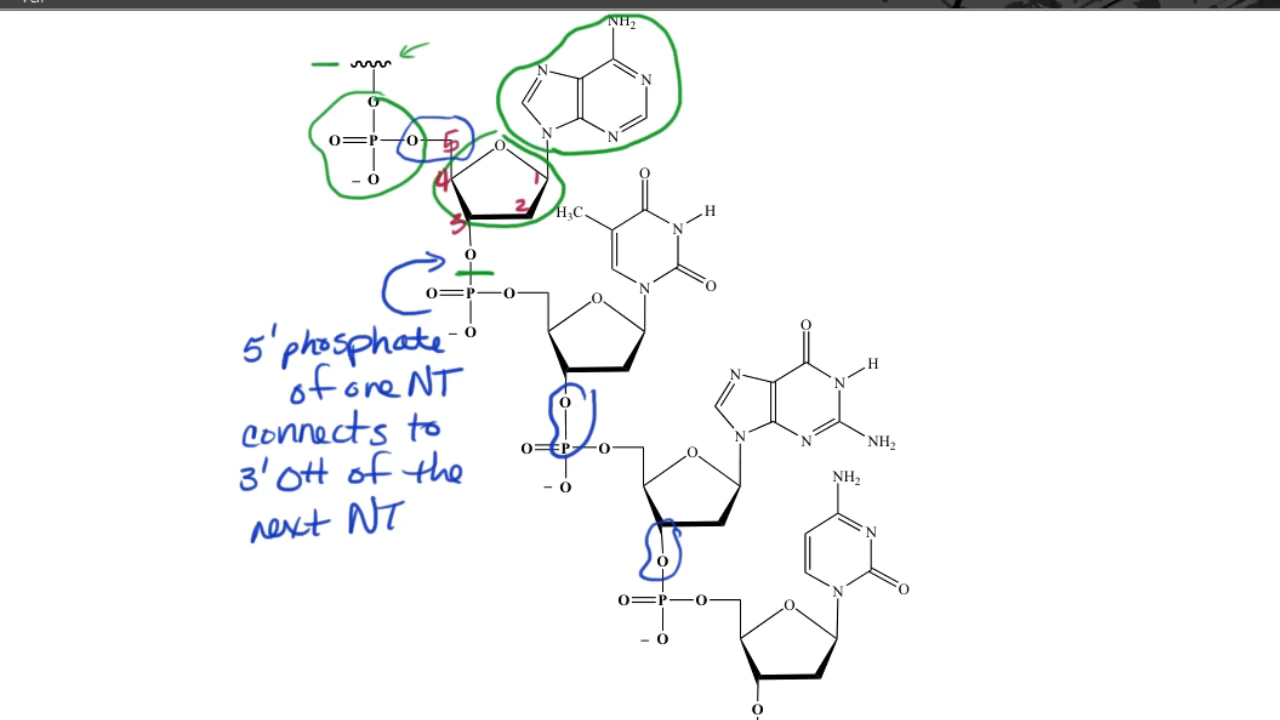 NH₂
N
N
O
N
N
O=P–O
5
O
4
1
– O
O
2
H₃C
3
H
N
O
N
O
O=P–O
O
– O
5' phosphate
of one NT
connects to
3' OH of the
next NT
O
H
N
N
O
N
N
NH₂
O=P–O
O
– O
NH₂
N
O
N
O
O=P–O
O
– O
O